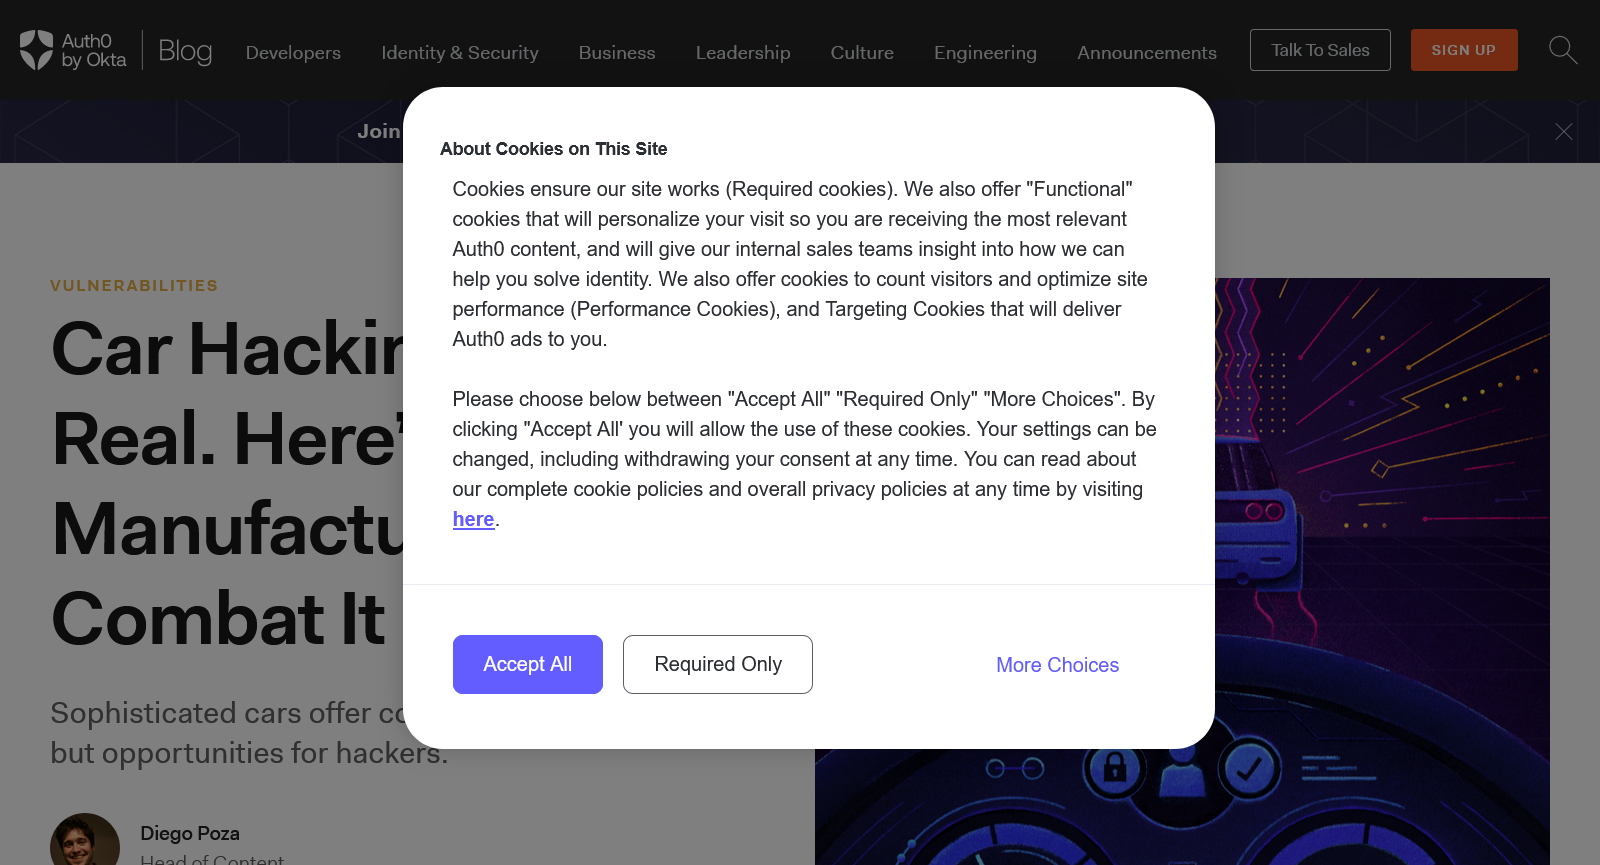 Auth0
by Okta
Blog
Developers
Identity & Security
Business
Leadership
Culture
Engineering
Announcements
Talk To Sales
SIGN UP
Join
About Cookies on This Site
Cookies ensure our site works (Required cookies). We also offer "Functional"
cookies that will personalize your visit so you are receiving the most relevant
Auth0 content, and will give our internal sales teams insight into how we can
help you solve identity. We also offer cookies to count visitors and optimize site
performance (Performance Cookies), and Targeting Cookies that will deliver
Auth0 ads to you.
Please choose below between "Accept All" "Required Only" "More Choices". By
clicking "Accept All' you will allow the use of these cookies. Your settings can be
changed, including withdrawing your consent at any time. You can read about
our complete cookie policies and overall privacy policies at any time by visiting
here.
Accept All
Required Only
More Choices
VULNERABILITIES
Car
Real. Here’
Combat It
Sophisticated cars offer
but opportunities for hackers.
Diego Poza
Head of Content